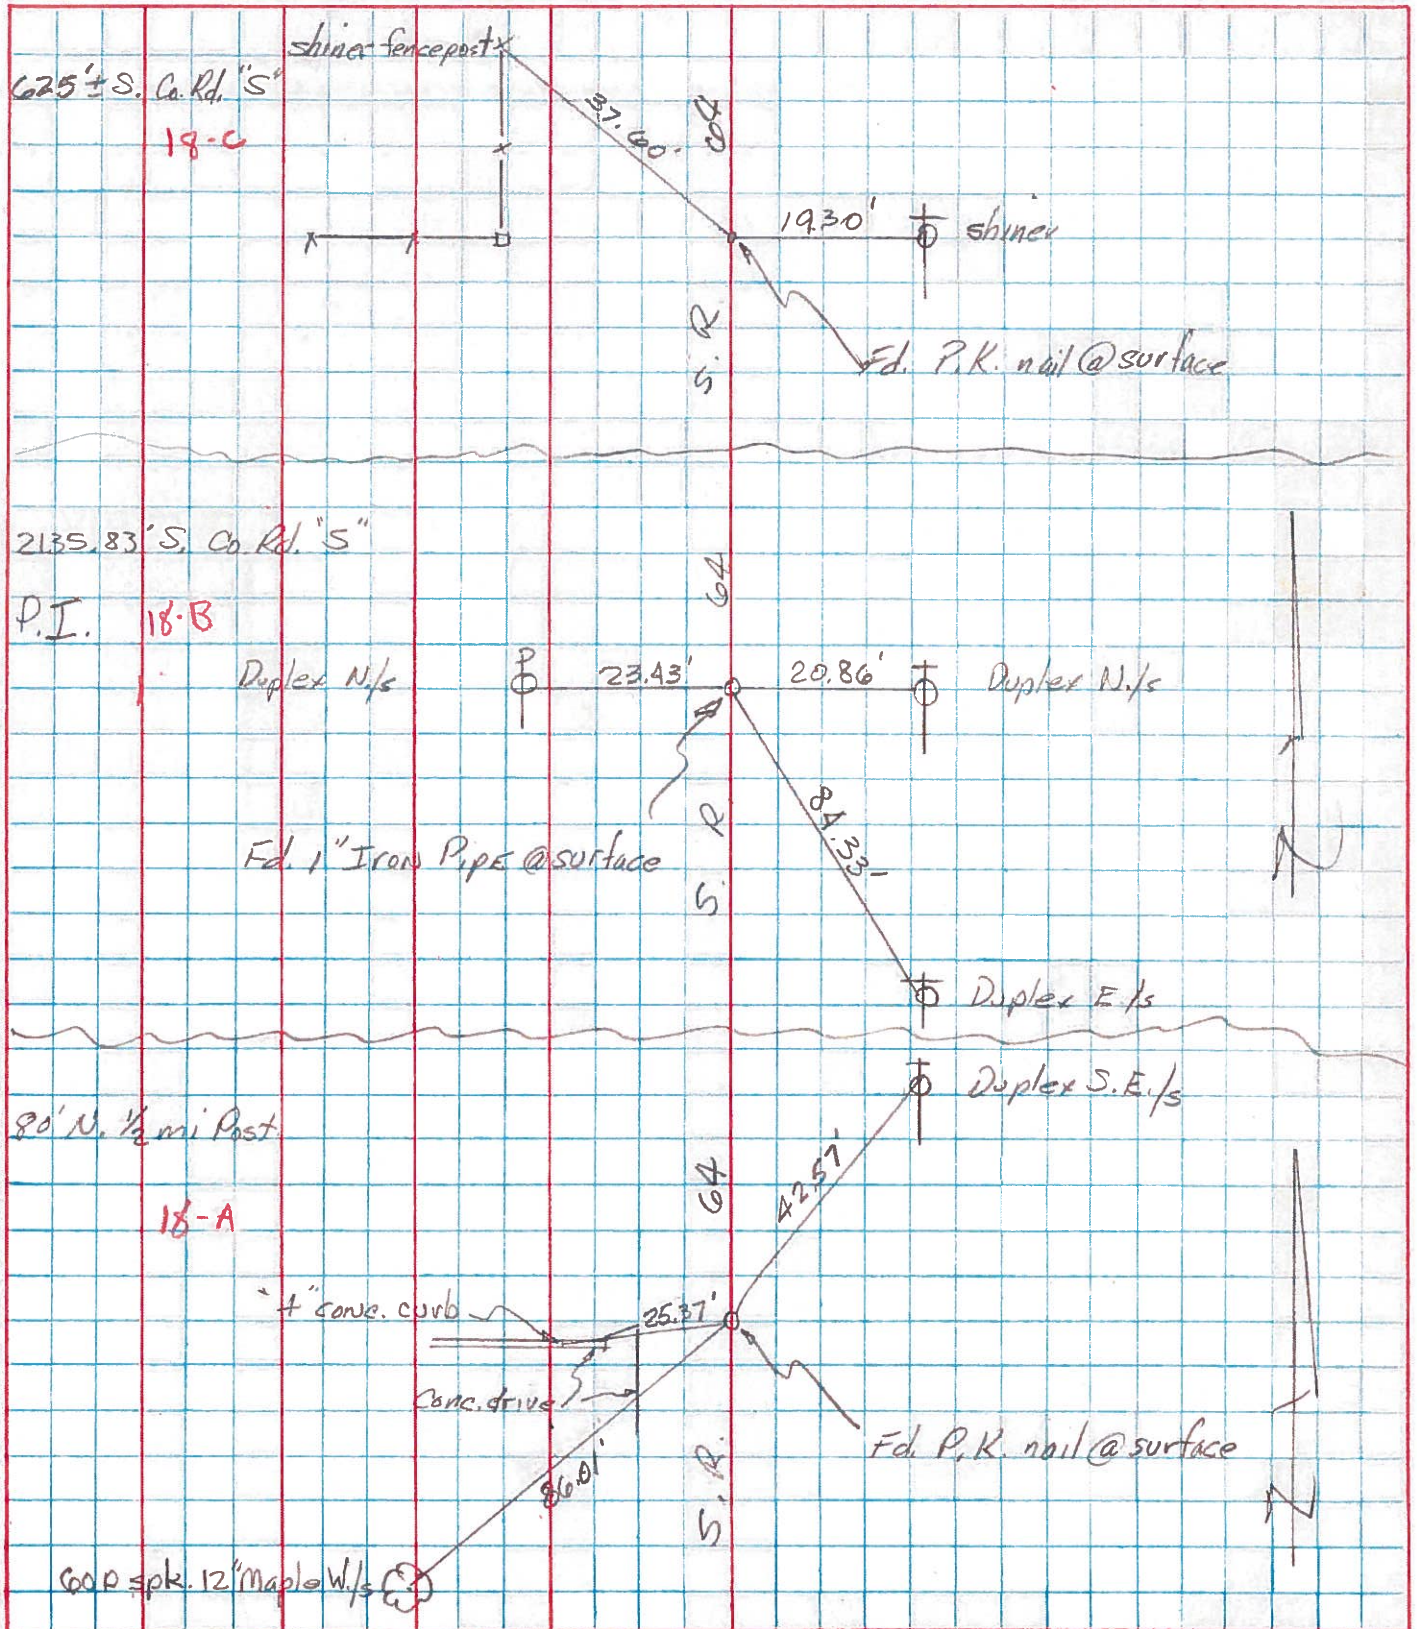 shiner fence post
625'± S. Co. Rd. "S"
18-C
37.60'
S. R. 64
19.30'
shiner
Fd. P.K. nail @ surface
2135.83' S. Co. Rd. "S"
P.I. 18-B
Duplex N./s
P
23.43'
20.86'
Duplex N./s
S. R. 64
84.33'
Fd. 1" Iron Pipe @ surface
N
Duplex E./s
Duplex S.E./s
80' N. ½ mi Post
42.57'
18-A
S. R. 64
conc. curb
25.37'
Conc. drive
Fd. P.K. nail @ surface
86.01'
N
60D spk. 12" Maple W./s